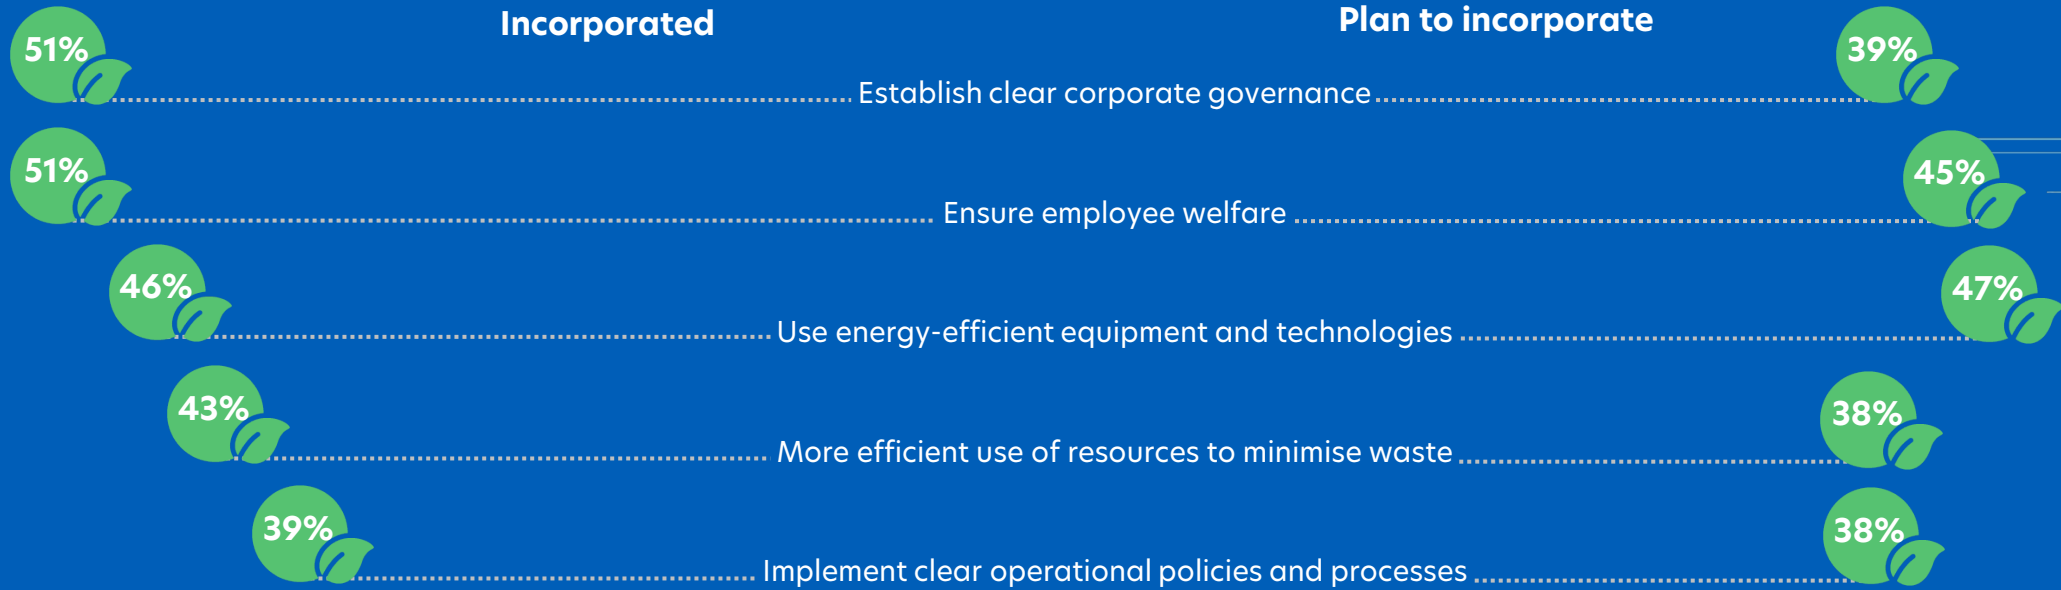 Incorporated
Plan to incorporate
51%
Establish clear corporate governance
39%
51%
Ensure employee welfare
45%
46%
Use energy-efficient equipment and technologies
47%
43%
More efficient use of resources to minimise waste
38%
39%
Implement clear operational policies and processes
38%